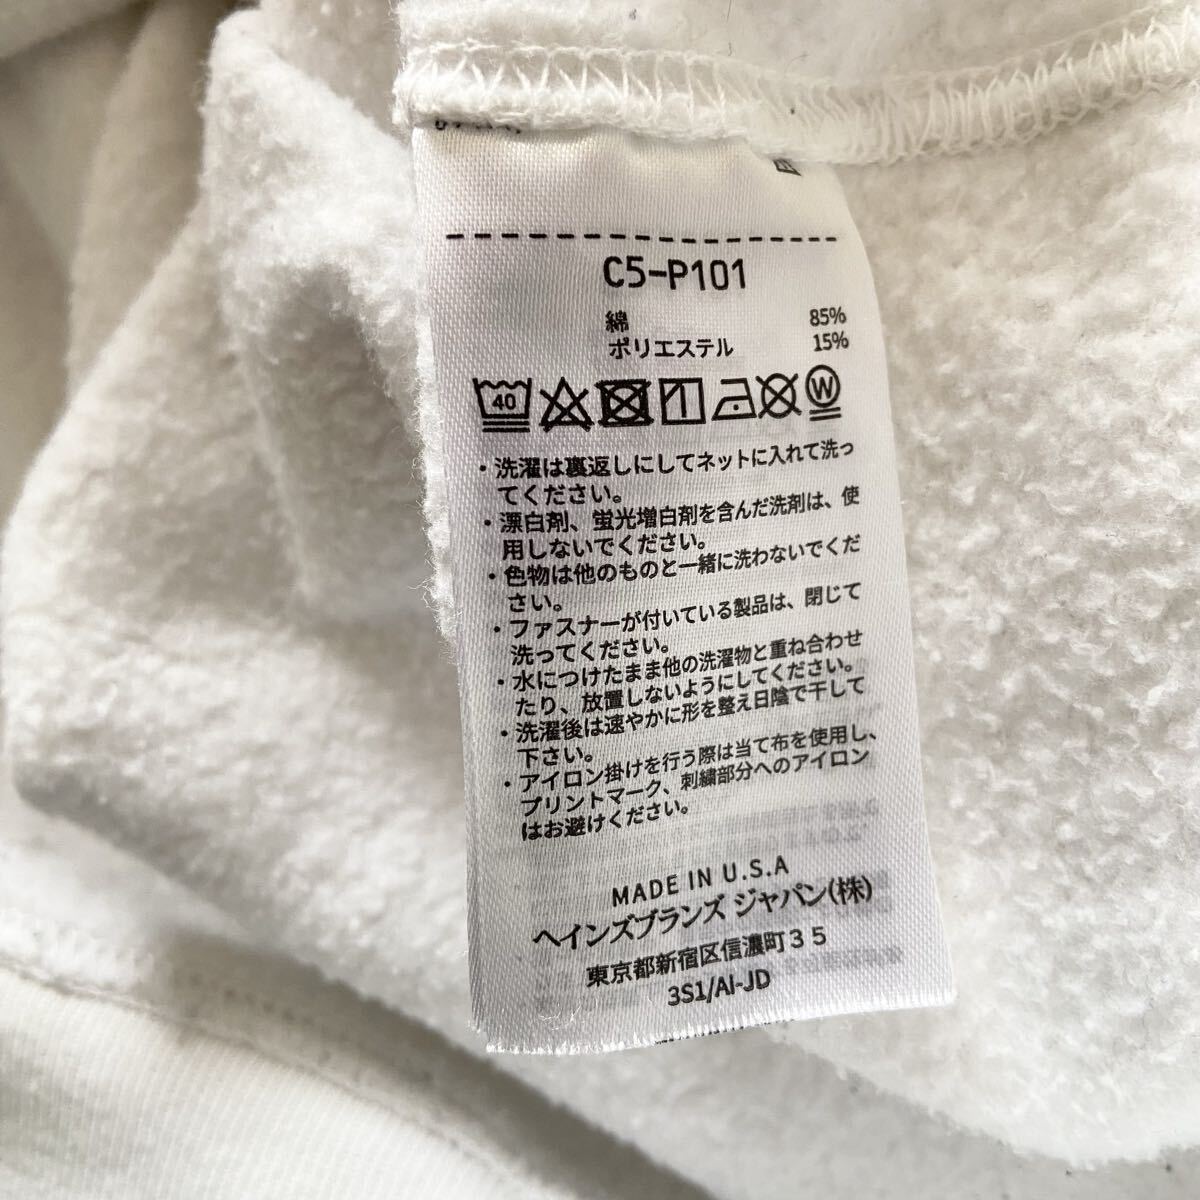 C5-P101
綿 85%
ポリエステル 15%
40
W
・洗濯は裏返しにしてネットに入れて洗っ
てください。
・漂白剤、蛍光増白剤を含んだ洗剤は、使
用しないでください。
・色物は他のものと一緒に洗わないでくだ
さい。
・ファスナーが付いている製品は、閉じて
洗ってください。
・水につけたまま他の洗濯物と重ね合わせ
たり、放置しないようにしてください。
・洗濯後は速やかに形を整え日陰で干して
下さい。
・アイロン掛けを行う際は当て布を使用し、
プリントマーク、刺繍部分へのアイロン
はお避けください。
MADE IN U.S.A
ヘインズブランズ ジャパン(株)
東京都新宿区信濃町35
3S1/AI-JD